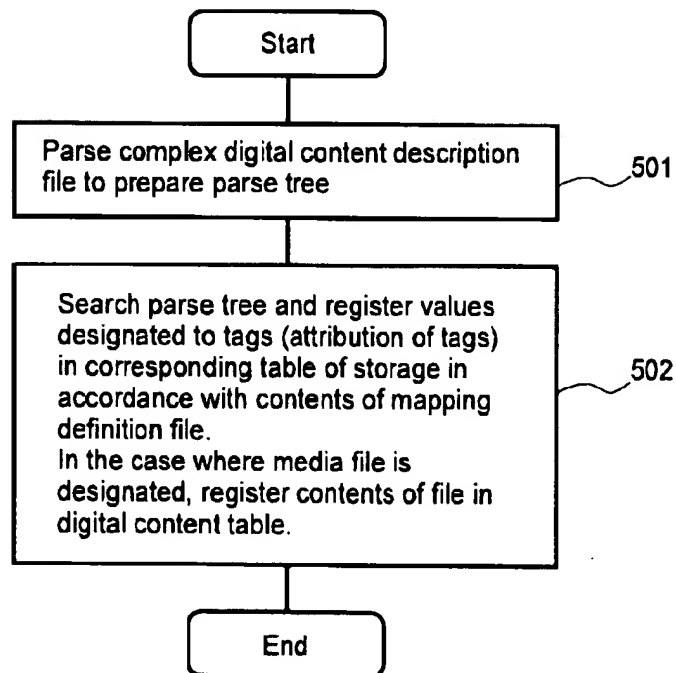 Start
Parse complex digital content description
file to prepare parse tree
501
Search parse tree and register values
designated to tags (attribution of tags)
in corresponding table of storage in
accordance with contents of mapping
definition file.
In the case where media file is
designated, register contents of file in
digital content table.
502
End